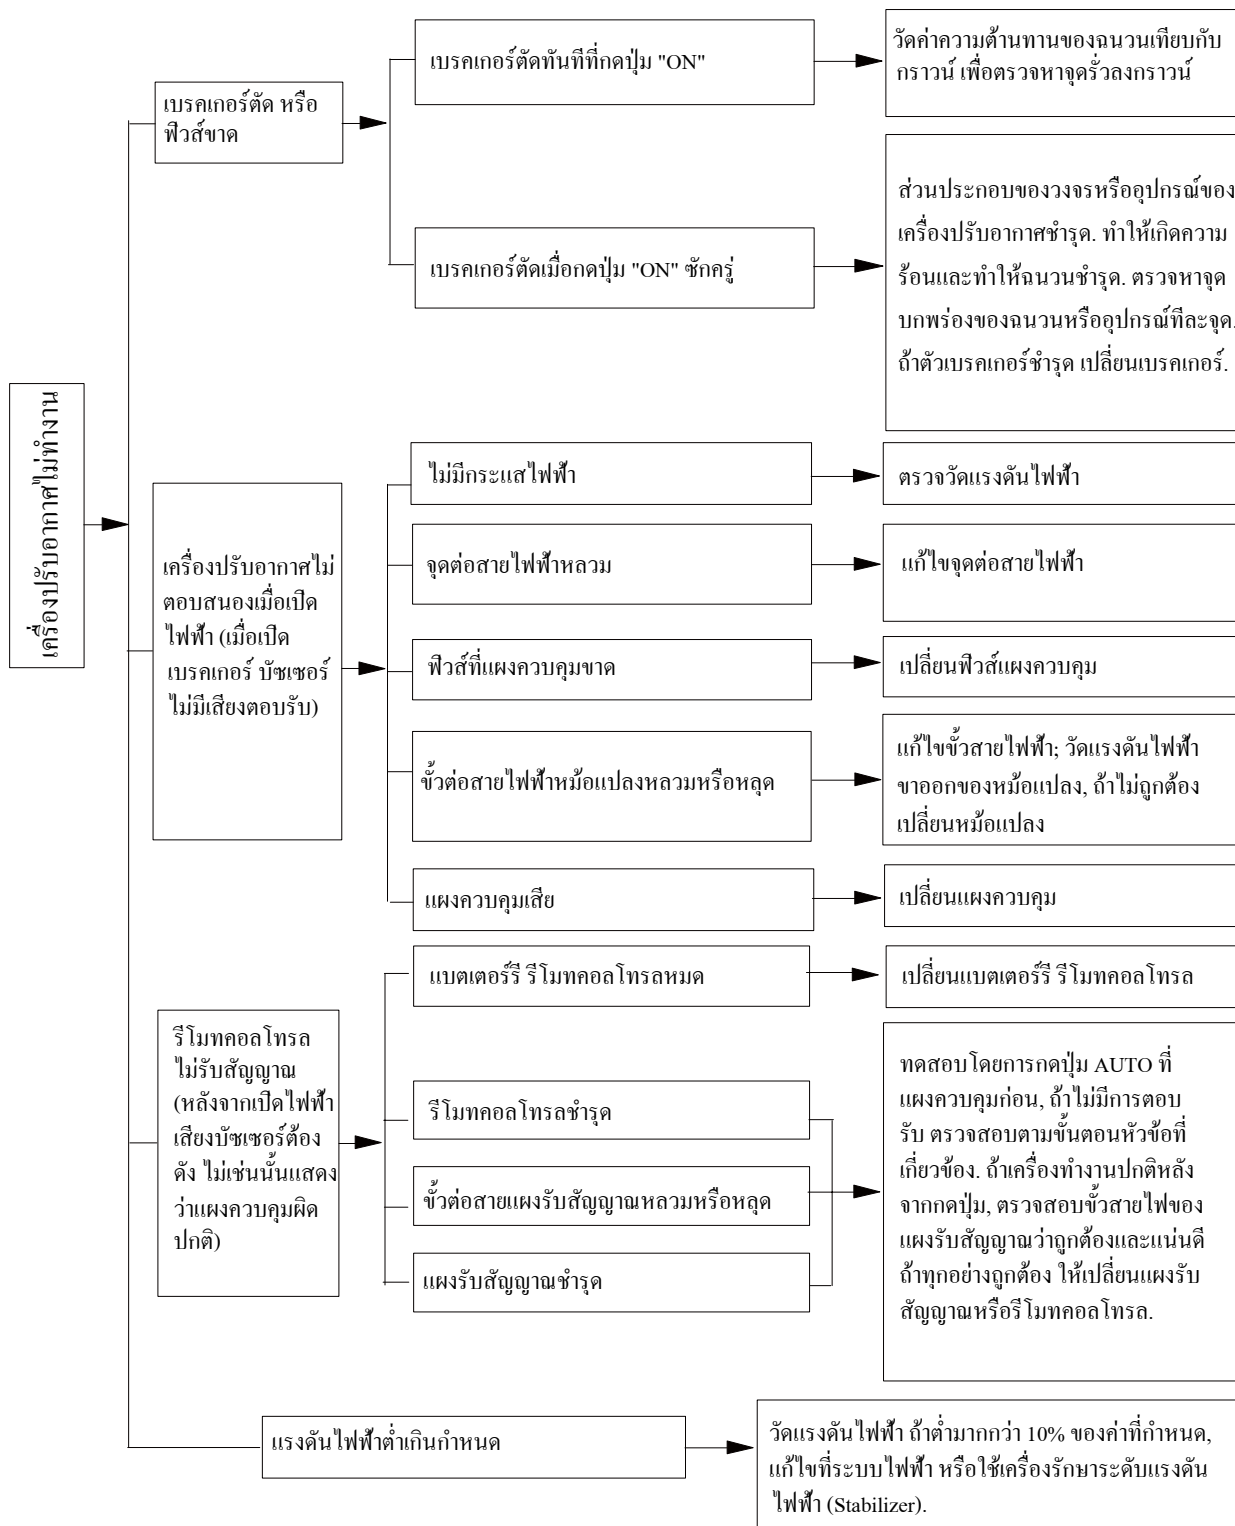 เครื่องปรับอากาศไม่ทำงาน
เบรคเกอร์ตัด หรือ
ฟิวส์ขาด
เบรคเกอร์ตัดทันทีที่กดปุ่ม "ON"
วัดค่าความต้านทานของฉนวนเทียบกับ
กราวน์ เพื่อตรวจหาจุดรั่วลงกราวน์
เบรคเกอร์ตัดเมื่อกดปุ่ม "ON" ซักครู่
ส่วนประกอบของวงจรหรืออุปกรณ์ของ
เครื่องปรับอากาศชำรุด. ทำให้เกิดความ
ร้อนและทำให้ฉนวนชำรุด. ตรวจหาจุด
บกพร่องของฉนวนหรืออุปกรณ์ทีละจุด.
ถ้าตัวเบรคเกอร์ชำรุด เปลี่ยนเบรคเกอร์.
เครื่องปรับอากาศไม่
ตอบสนองเมื่อเปิด
ไฟฟ้า (เมื่อเปิด
เบรคเกอร์ บัซเซอร์
ไม่มีเสียงตอบรับ)
ไม่มีกระแสไฟฟ้า
ตรวจวัดแรงดันไฟฟ้า
จุดต่อสายไฟฟ้าหลวม
แก้ไขจุดต่อสายไฟฟ้า
ฟิวส์ที่แผงควบคุมขาด
เปลี่ยนฟิวส์แผงควบคุม
ขั้วต่อสายไฟฟ้าหม้อแปลงหลวมหรือหลุด
แก้ไขขั้วสายไฟฟ้า; วัดแรงดันไฟฟ้า
ขาออกของหม้อแปลง, ถ้าไม่ถูกต้อง
เปลี่ยนหม้อแปลง
แผงควบคุมเสีย
เปลี่ยนแผงควบคุม
รีโมทคอลโทรล
ไม่รับสัญญาณ
(หลังจากเปิดไฟฟ้า
เสียงบัซเซอร์ต้อง
ดัง ไม่เช่นนั้นแสดง
ว่าแผงควบคุมผิด
ปกติ)
แบตเตอร์รี รีโมทคอลโทรลหมด
เปลี่ยนแบตเตอร์รี รีโมทคอลโทรล
รีโมทคอลโทรลชำรุด
ขั้วต่อสายแผงรับสัญญาณหลวมหรือหลุด
แผงรับสัญญาณชำรุด
ทดสอบโดยการกดปุ่ม AUTO ที่
แผงควบคุมก่อน, ถ้าไม่มีการตอบ
รับ ตรวจสอบตามขั้นตอนหัวข้อที่
เกี่ยวข้อง. ถ้าเครื่องทำงานปกติหลัง
จากกดปุ่ม, ตรวจสอบขั้วสายไฟของ
แผงรับสัญญาณว่าถูกต้องและแน่นดี
ถ้าทุกอย่างถูกต้อง ให้เปลี่ยนแผงรับ
สัญญาณหรือรีโมทคอลโทรล.
แรงดันไฟฟ้าต่ำเกินกำหนด
วัดแรงดันไฟฟ้า ถ้าต่ำมากกว่า 10% ของค่าที่กำหนด,
แก้ไขที่ระบบไฟฟ้า หรือใช้เครื่องรักษาระดับแรงดัน
ไฟฟ้า (Stabilizer).